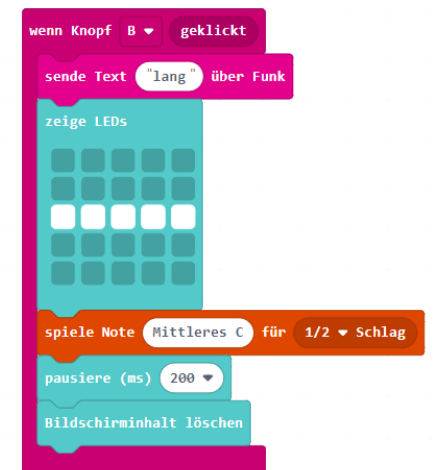 wenn Knopf B geklickt
sende Text "lang" über Funk
zeige LEDs
spiele Note Mittleres C für 1/2 Schlag
pausiere (ms) 200
Bildschirminhalt löschen